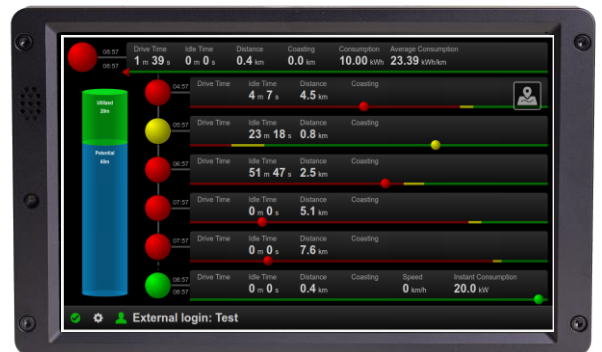 Drive Time Idle Time Distance Coasting Consumption Average Consumption
08:57 1 m 39 s 0 m 0 s 0.4 km 0.0 km 10.00 kWh 23.39 kWh/km
08:57
04:57 Drive Time Idle Time Distance Coasting
4 m 7 s 4.5 km
Utilized
20m
05:57 Drive Time Idle Time Distance Coasting
23 m 18 s 0.8 km
Potential
60m
06:57 Drive Time Idle Time Distance Coasting
51 m 47 s 2.5 km
07:57 Drive Time Idle Time Distance Coasting
0 m 0 s 5.1 km
07:57 Drive Time Idle Time Distance Coasting
0 m 0 s 7.6 km
08:57 Drive Time Idle Time Distance Coasting Speed Instant Consumption
08:57 0 m 0 s 0.4 km 0 km/h 20.0 kW
External login: Test